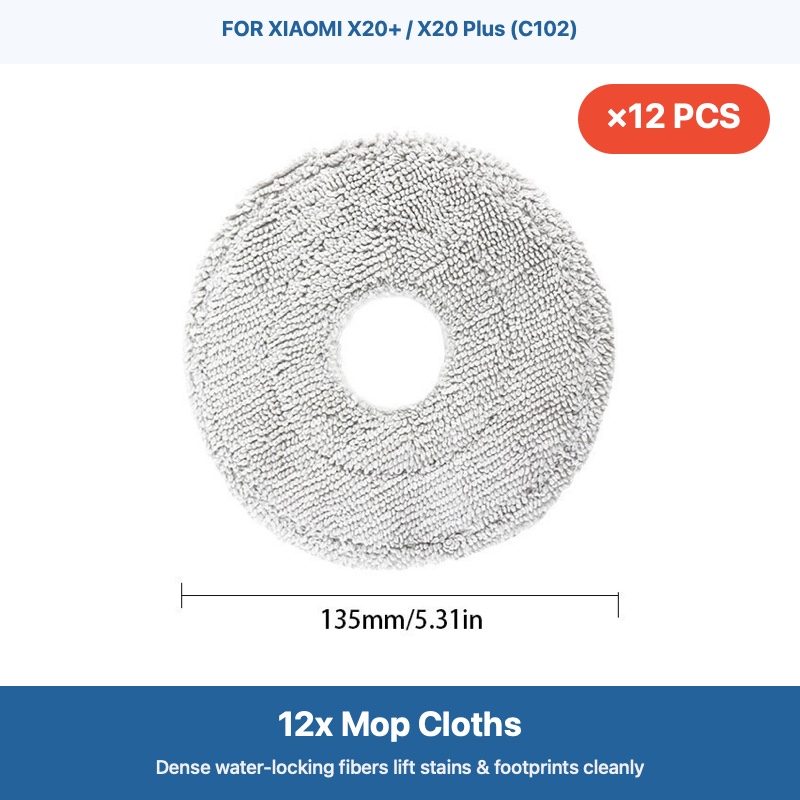 FOR XIAOMI X20+ / X20 Plus (C102)
×12 PCS
135mm/5.31in
12x Mop Cloths
Dense water-locking fibers lift stains & footprints cleanly